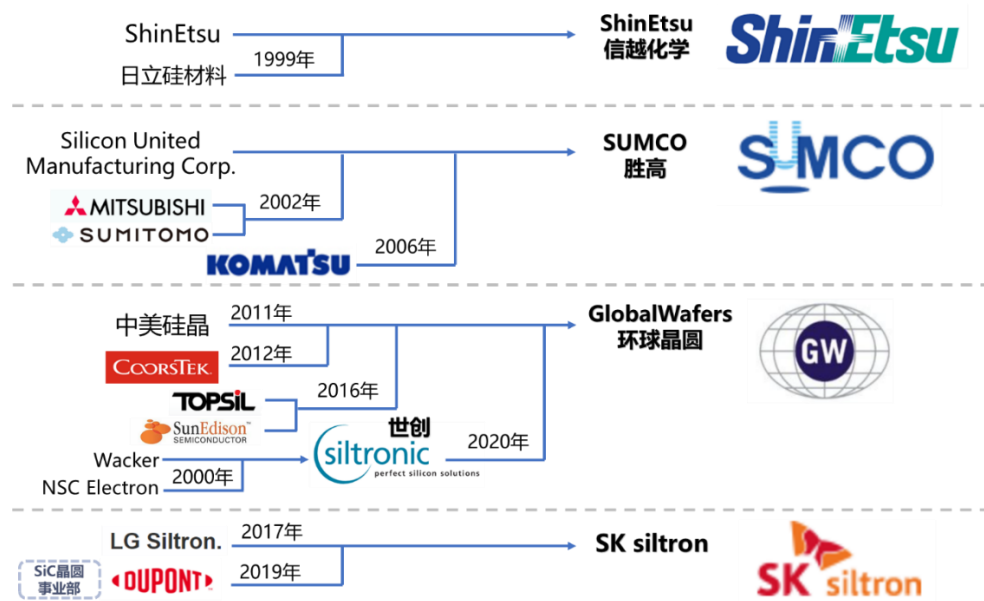 ShinEtsu
1999年
日立硅材料
ShinEtsu
信越化学
ShinEtsu
Silicon United
Manufacturing Corp.
2002年
MITSUBISHI
SUMITOMO
2006年
KOMATSU
SUMCO
胜高
SUMCO
中美硅晶
2011年
2012年
COORSTEK
2016年
TOPSIL
SunEdison™
SEMICONDUCTOR
Wacker
2000年
NSC Electron
世创
siltronic
perfect silicon solutions
2020年
GlobalWafers
环球晶圆
GW
LG Siltron.
2017年
SiC晶圆
事业部
DUPONT
2019年
SK siltron
SK siltron